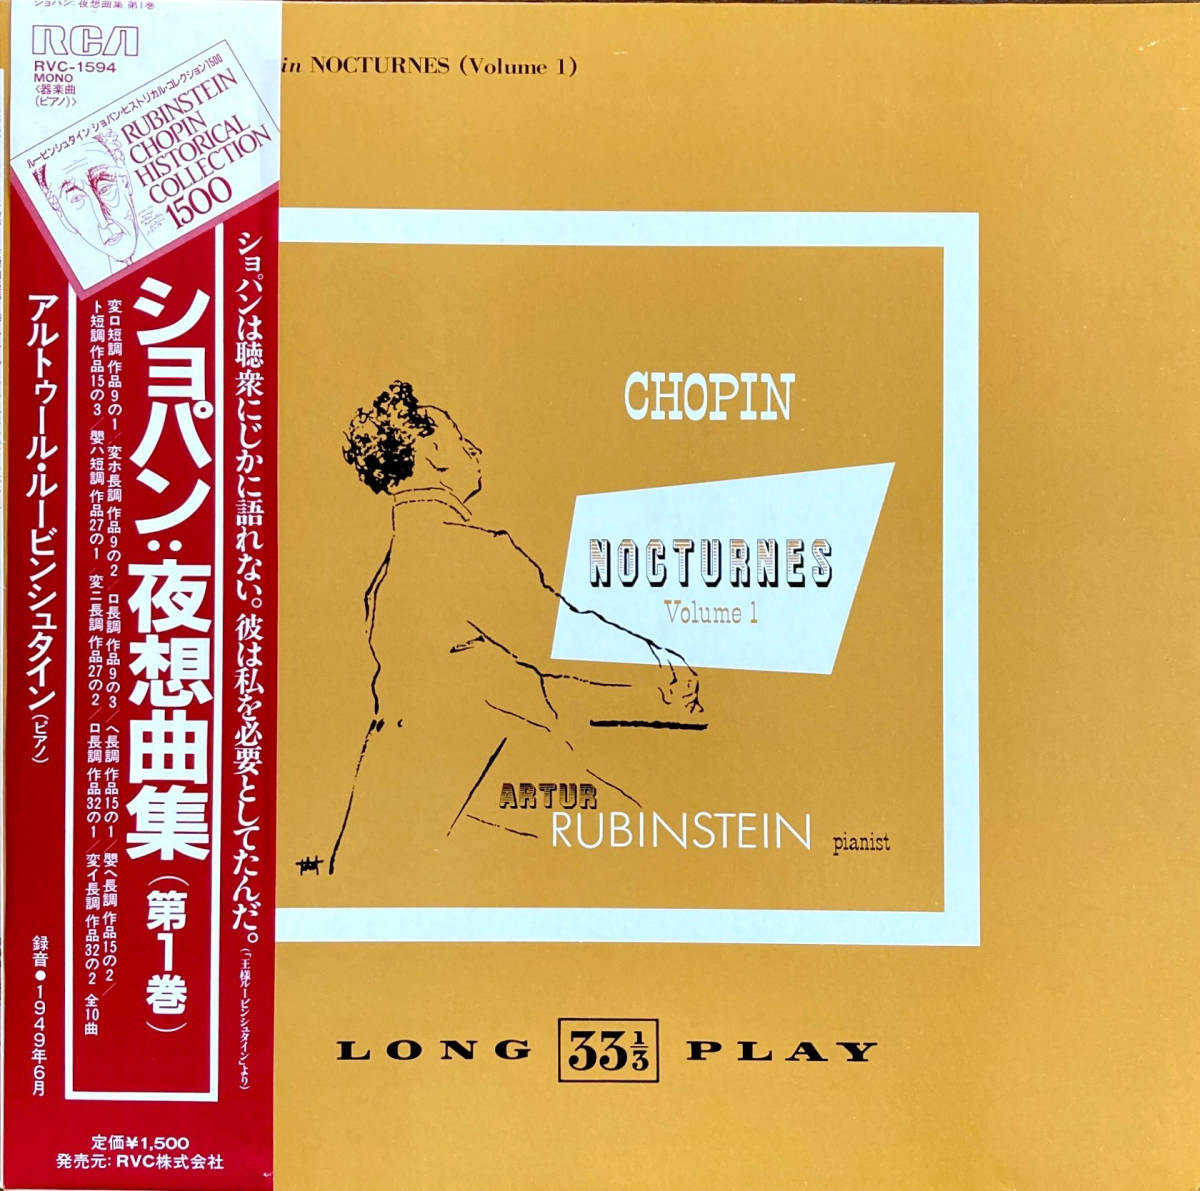 ショパン: 夜想曲集 第1巻
RCA
RVC-1594
MONO
〈器楽曲
(ピアノ)〉
ルービンシュタイン ショパン・ヒストリカル・コレクション1500
RUBINSTEIN
CHOPIN
HISTORICAL
COLLECTION
1500
ショパンは聴衆にじかに語れない。彼は私を必要としてたんだ。(「王様ルービンシュタイン」より)
ショパン:夜想曲集(第1巻)
変ロ短調 作品9の1/変ホ長調 作品9の2/ロ長調 作品9の3/ヘ長調 作品15の1/嬰ヘ長調 作品15の2/
ト短調 作品15の3/嬰ハ短調 作品27の1/変ニ長調 作品27の2/ロ長調 作品32の1/変イ長調 作品32の2 全10曲
アルトゥール・ルービンシュタイン(ピアノ)
録音●1949年6月
定価¥1,500
発売元:RVC株式会社
in NOCTURNES (Volume 1)
CHOPIN
NOCTURNES
Volume 1
ARTUR
RUBINSTEIN pianist
LONG 33 1/3 PLAY